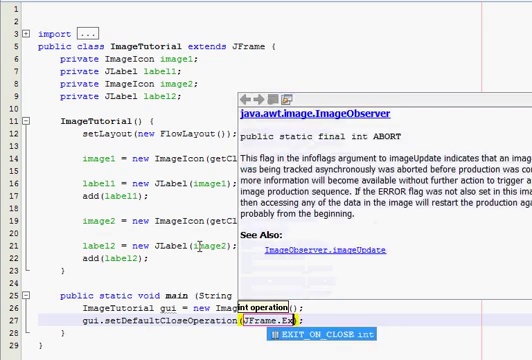 1
2
3 import ...
4
5 public class ImageTutorial extends JFrame {
6 private ImageIcon image1;
7 private JLabel label1;
8 private ImageIcon image2;
9 private JLabel label2;
10
11 ImageTutorial() {
12 setLayout(new FlowLayout());
13
14 image1 = new ImageIcon(getCl
15
16 label1 = new JLabel(image1);
17 add(label1);
18
19 image2 = new ImageIcon(getCl
20
21 label2 = new JLabel(image2);
22 add(label2);
23 }
24
25 public static void main (String
26 ImageTutorial gui = new Imag ();
27 gui.setDefaultCloseOperation(JFrame.Ex);
28 }
29 }
java.awt.image.ImageObserver
public static final int ABORT
This flag in the infoflags argument to imageUpdate indicates that an imag
was being tracked asynchronously was aborted before production was co
more information will become available without further action to trigger a
image production sequence. If the ERROR flag was not also set in this im
then accessing any of the data in the image will restart the production aga
probably from the beginning.
See Also:
ImageObserver.imageUpdate
int operation
EXIT_ON_CLOSE int